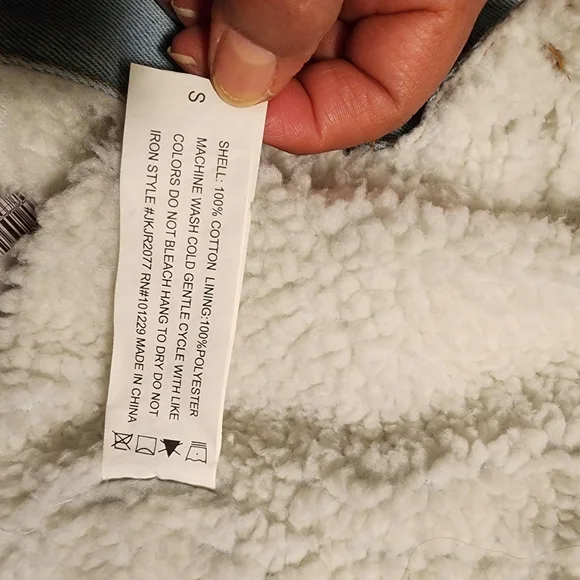 S
SHELL: 100% COTTON LINING:100%POLYESTER
MACHINE WASH COLD GENTLE CYCLE WITH LIKE
COLORS DO NOT BLEACH HANG TO DRY DO NOT
IRON STYLE #JKJR2077 RN#101229 MADE IN CHINA